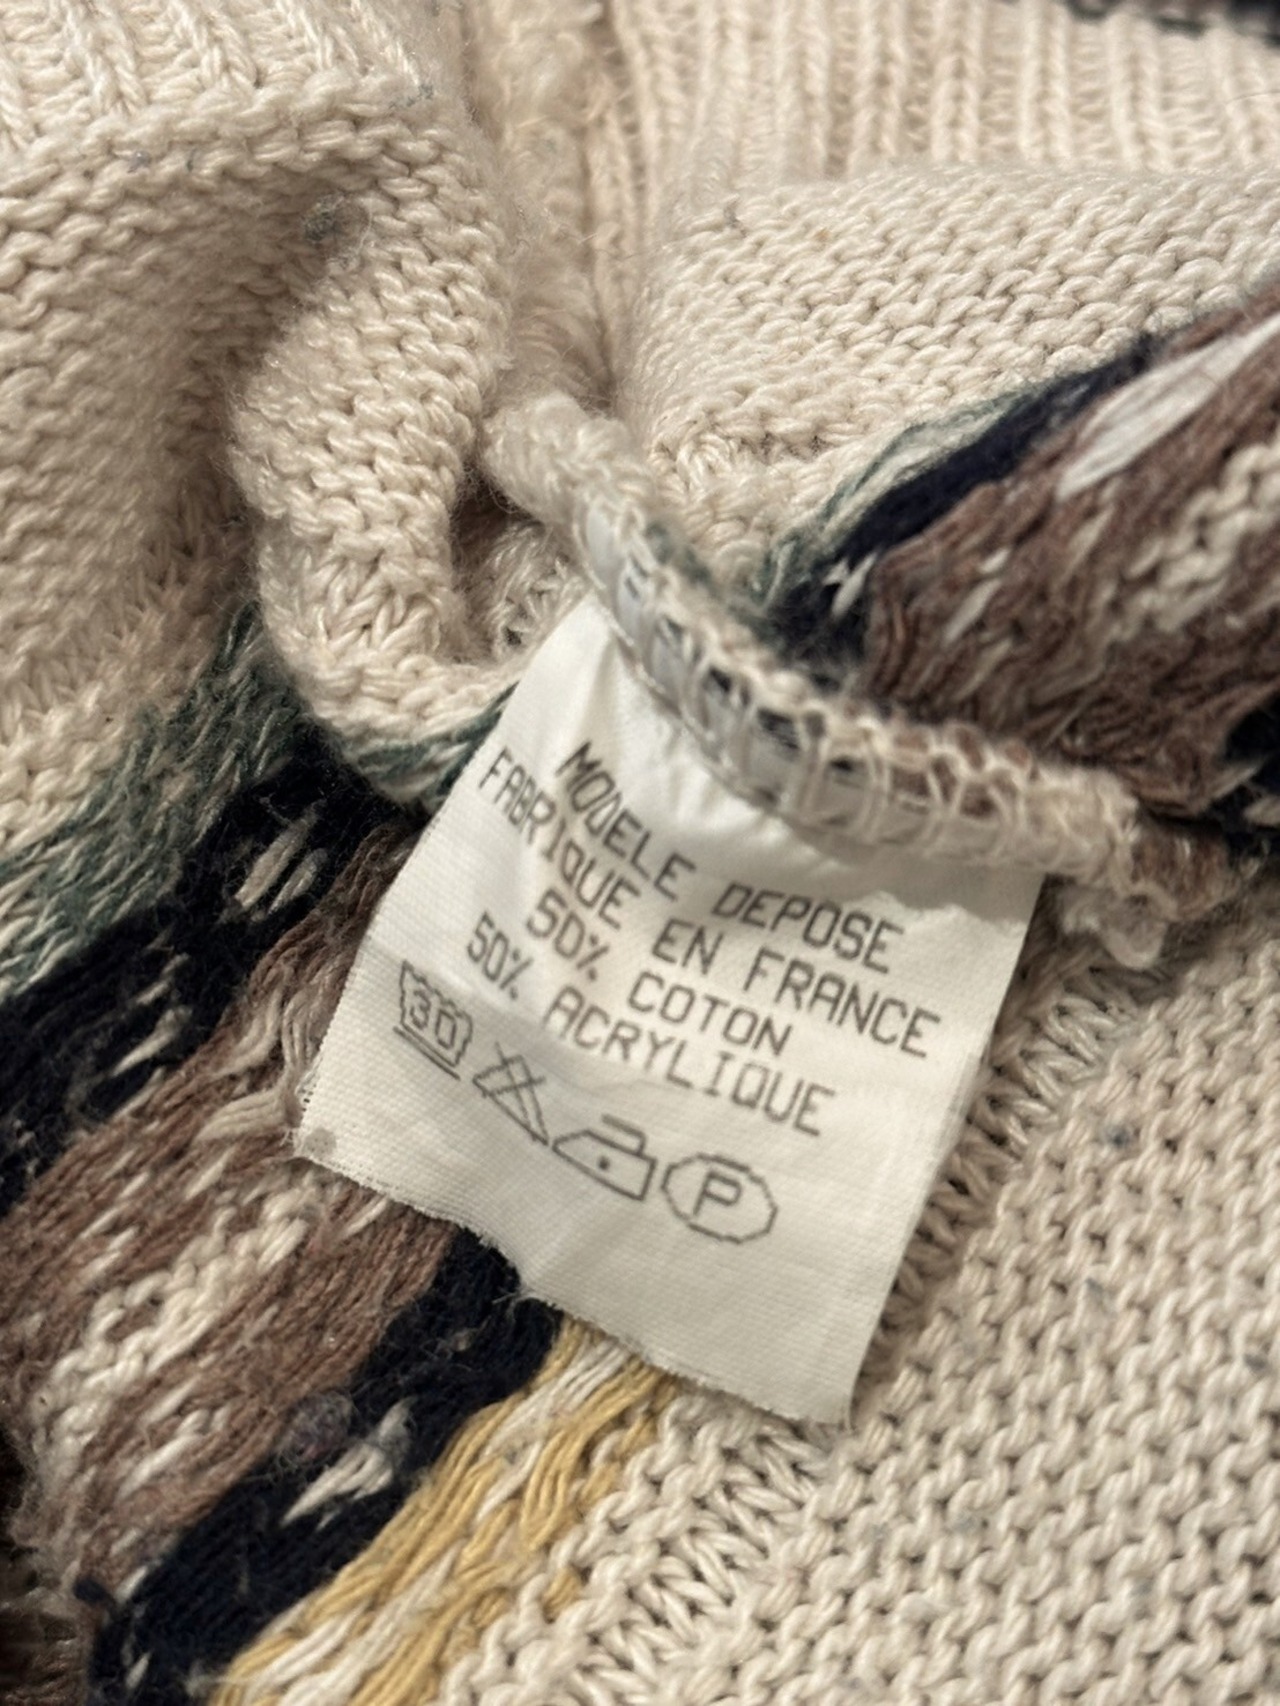 MODELE DEPOSE
FABRIQUE EN FRANCE
50% COTON
50% ACRYLIQUE
30 P